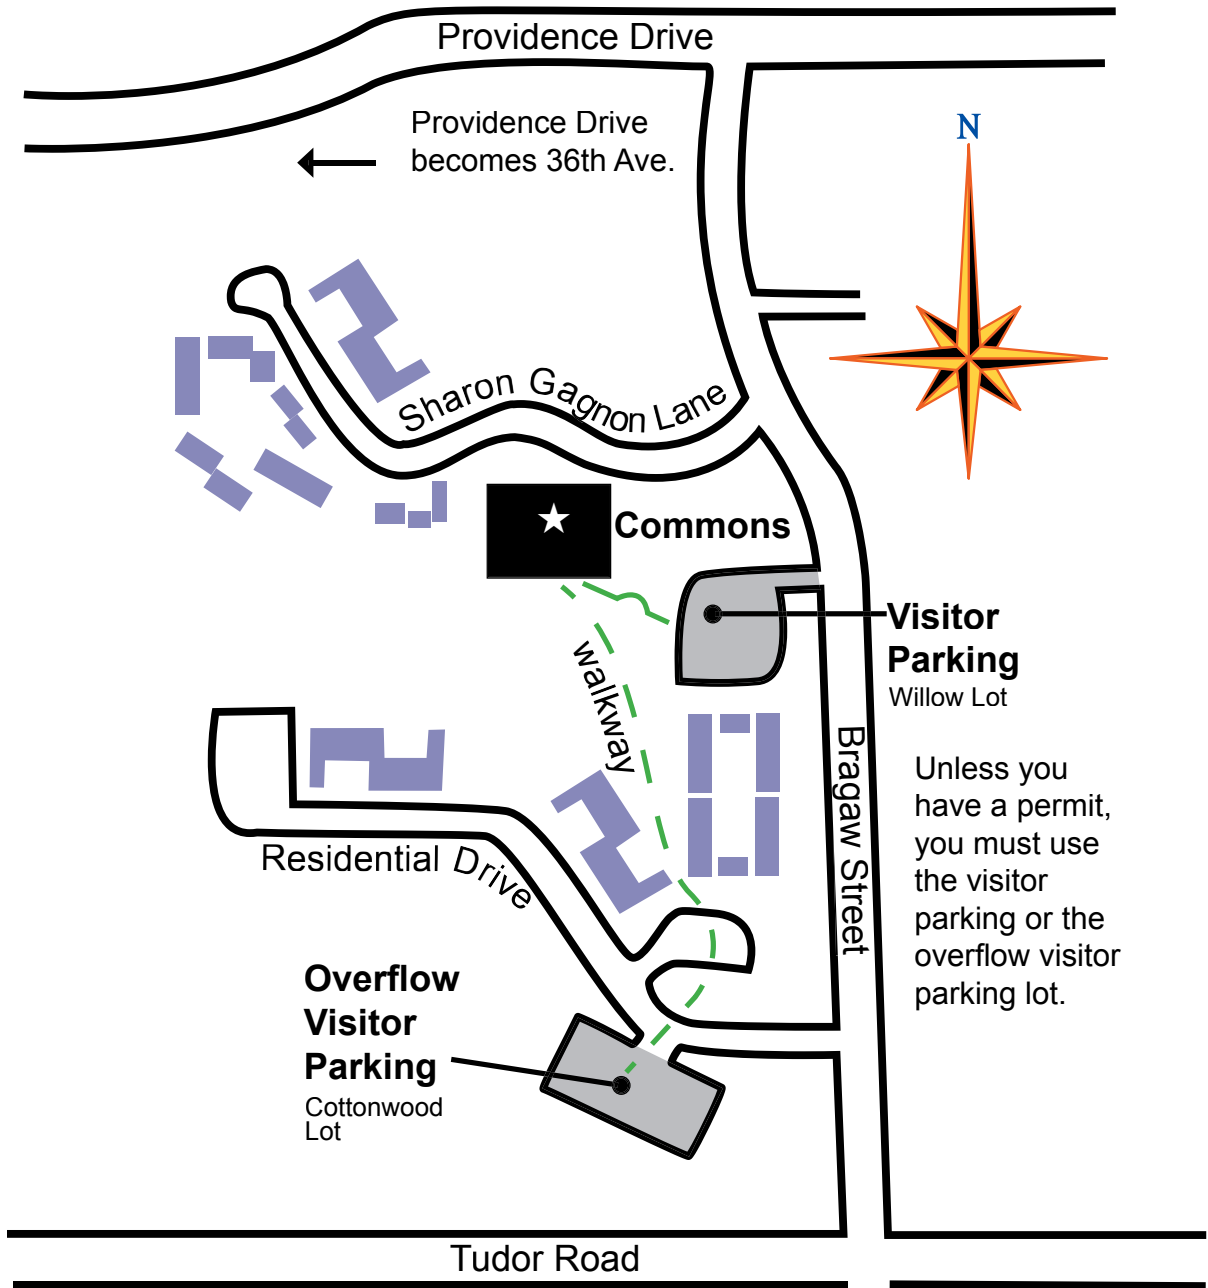 Providence Drive
Providence Drive
becomes 36th Ave.
N
Sharon Gagnon Lane
Commons
Visitor
Parking
Willow Lot
walkway
Bragaw Street
Unless you
have a permit,
you must use
the visitor
parking or the
overflow visitor
parking lot.
Residential Drive
Overflow
Visitor
Parking
Cottonwood
Lot
Tudor Road